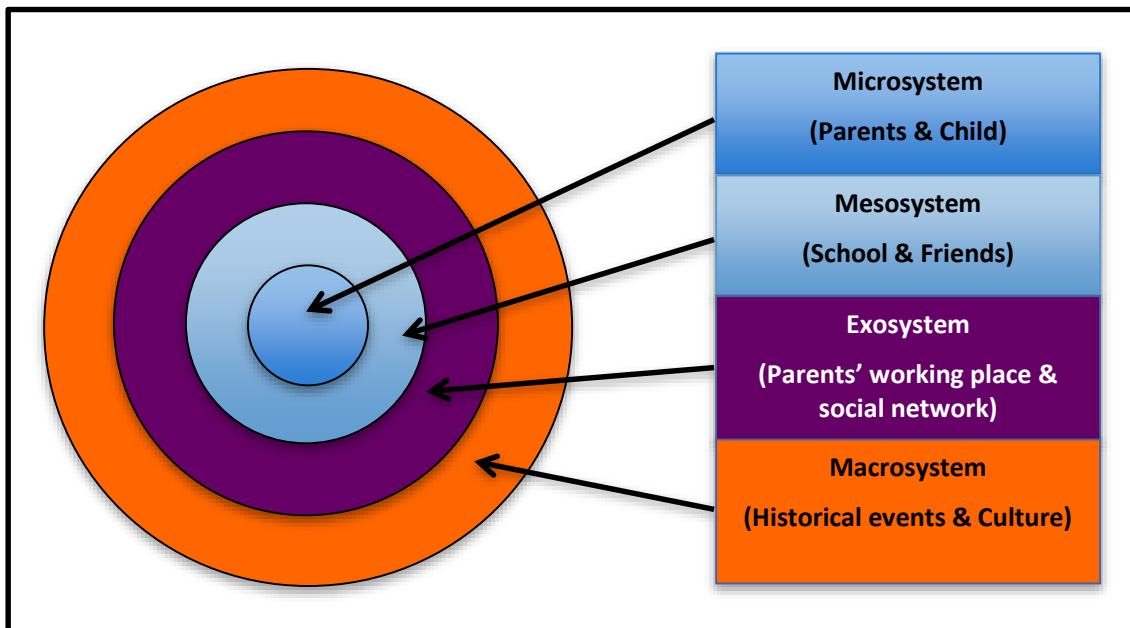 Microsystem
(Parents & Child)
Mesosystem
(School & Friends)
Exosystem
(Parents’ working place &
social network)
Macrosystem
(Historical events & Culture)